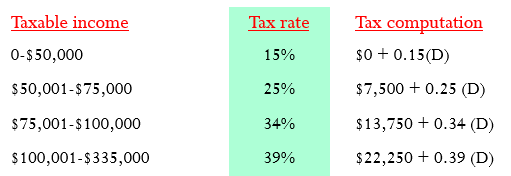 Taxable income Tax rate Tax computation
0-$50,000 15% $0 + 0.15(D)
$50,001-$75,000 25% $7,500 + 0.25 (D)
$75,001-$100,000 34% $13,750 + 0.34 (D)
$100,001-$335,000 39% $22,250 + 0.39 (D)